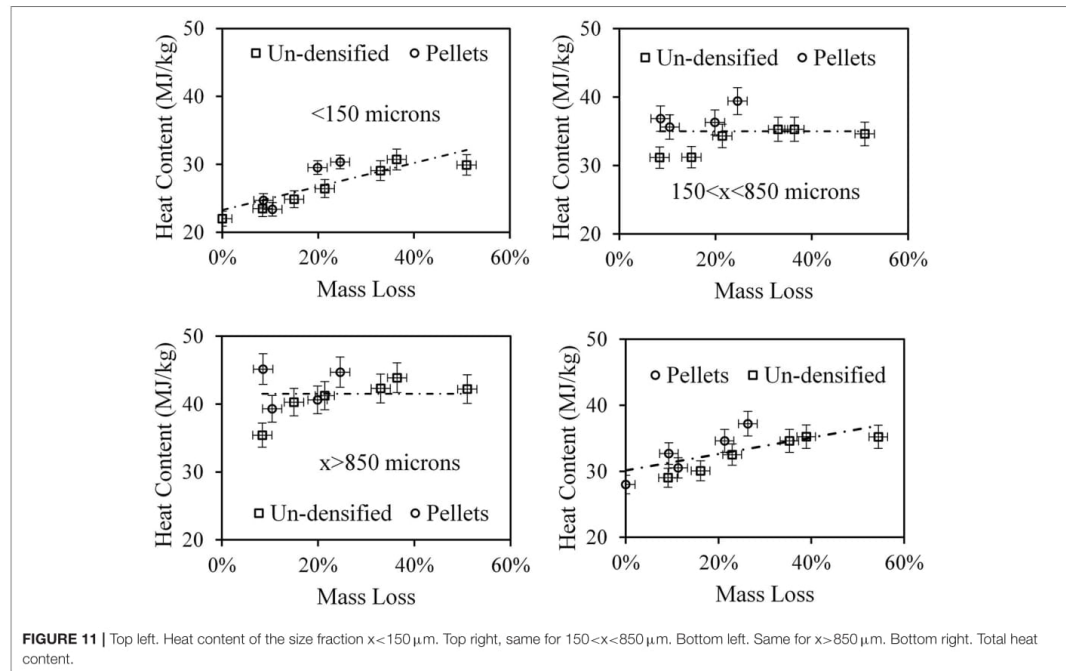 50
40
30
20
0%
20%
40%
60%
Heat Content (MJ/kg)
Mass Loss
Un-densified
Pellets
<150 microns
50
40
30
20
0%
20%
40%
60%
Heat Content (MJ/kg)
Mass Loss
Un-densified
Pellets
150<x<850 microns
50
40
30
20
0%
20%
40%
60%
Heat Content (MJ/kg)
Mass Loss
x>850 microns
Un-densified
Pellets
50
40
30
20
0%
20%
40%
60%
Heat Content (MJ/kg)
Mass Loss
Pellets
Un-densified
FIGURE 11 | Top left. Heat content of the size fraction x<150 μm. Top right, same for 150<x<850 μm. Bottom left. Same for x>850 μm. Bottom right. Total heat
content.